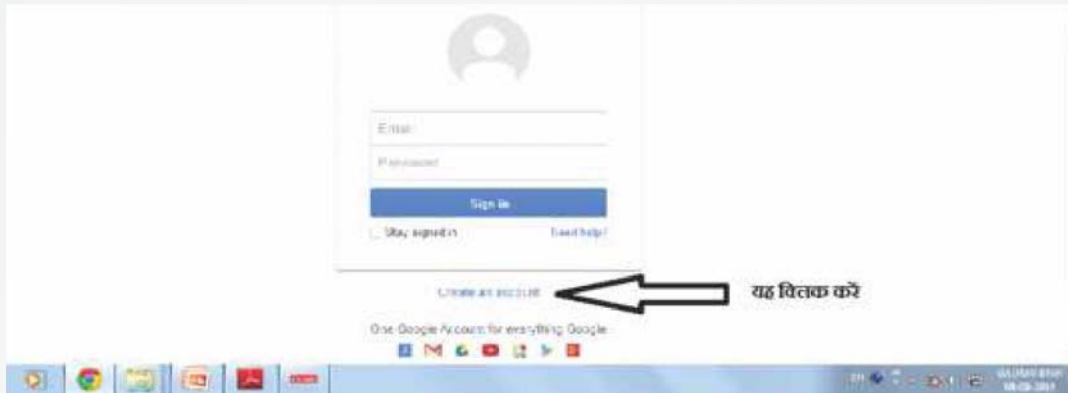 Email
Password
Sign in
Stay signed in Need help?
Create an account यह क्लिक करें
One Google Account for everything Google